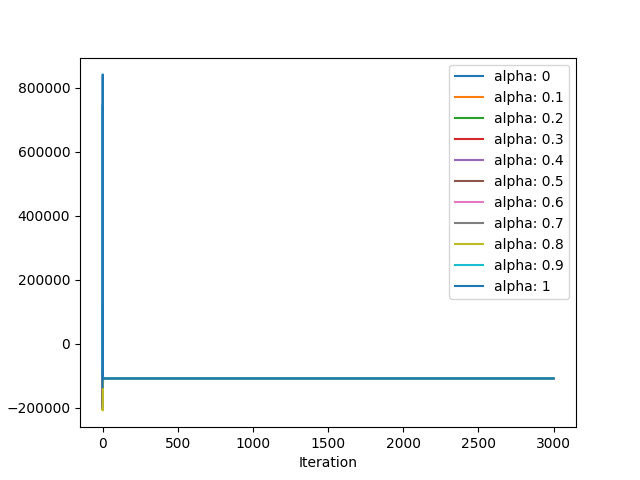 800000
600000
400000
200000
0
−200000
0
500
1000
1500
2000
2500
3000
Iteration
alpha: 0
alpha: 0.1
alpha: 0.2
alpha: 0.3
alpha: 0.4
alpha: 0.5
alpha: 0.6
alpha: 0.7
alpha: 0.8
alpha: 0.9
alpha: 1